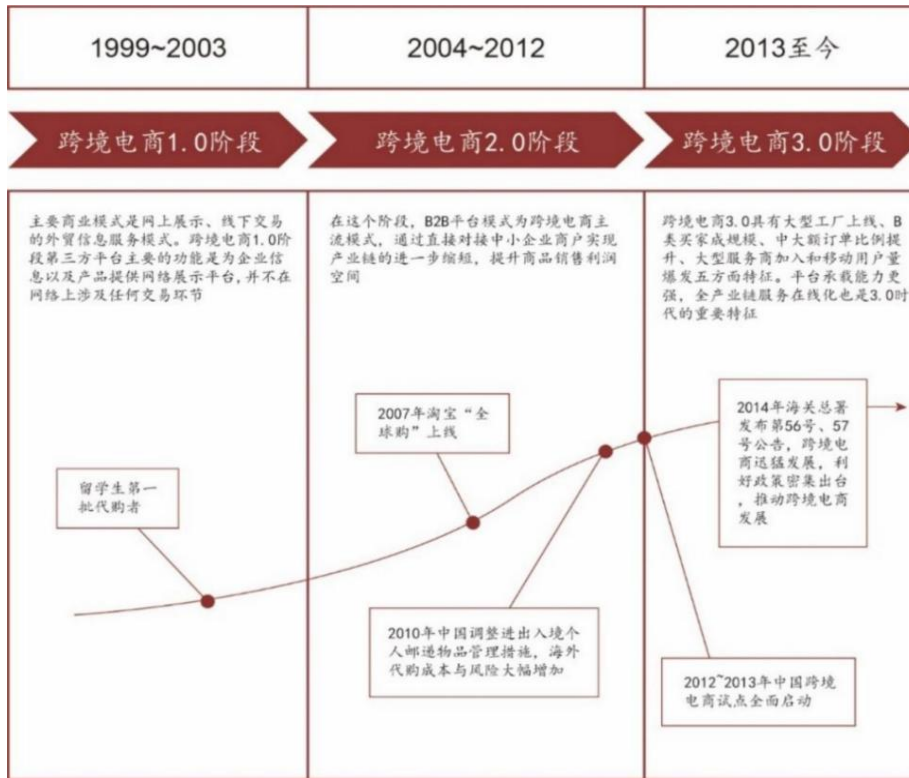 1999~2003
2004~2012
2013至今
跨境电商1.0阶段
跨境电商2.0阶段
跨境电商3.0阶段
主要商业模式是网上展示、线下交易
的外贸信息服务模式。跨境电商1.0阶
段第三方平台主要的功能是为企业信
息以及产品提供网络展示平台,并不在
网络上涉及任何交易环节
在这个阶段，B2B平台模式为跨境电商主
流模式，通过直接对接中小企业商户实现
产业链的进一步缩短，提升商品销售利润
空间
跨境电商3.0具有大型工厂上线、B
类买家成规模、中大额订单比例提
升、大型服务商加入和移动用户量
爆发五方面特征。平台承载能力更
强，全产业链服务在线化也是3.0时
代的重要特征
留学生第一
批代购者
2007年淘宝“全
球购”上线
2010年中国调整进出入境个
人邮递物品管理措施，海外
代购成本与风险大幅增加
2014年海关总署
发布第56号、57
号公告，跨境电
商迅猛发展，利
好政策密集出台
，推动跨境电商
发展
2012~2013年中国跨境
电商试点全面启动